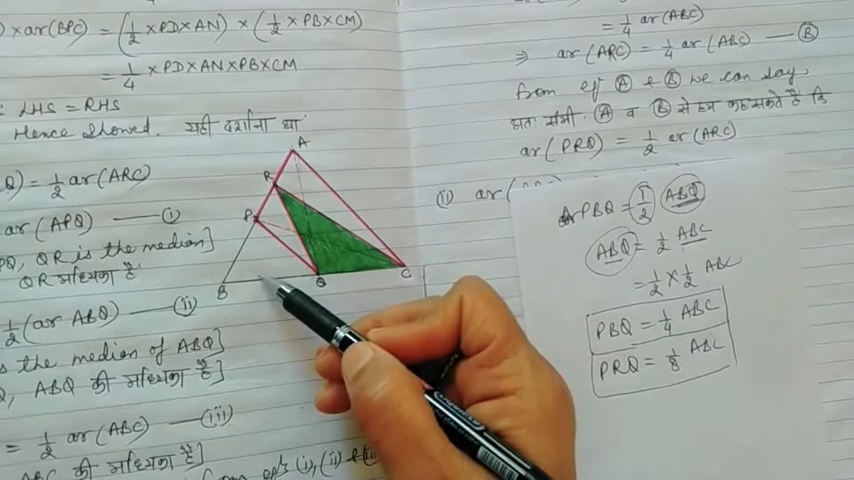 ) × ar(BPC) = (1/2 × PD × AN) × (1/2 × PB × CM)
= 1/4 × PD × AN × PB × CM
: LHS = RHS
Hence Showed. यही दर्शाना था
Q) = 1/2 ar(ARC)
ar(APQ) —— (i)
PQ, QR is the median]
QR माध्यिका है
1/2 (ar ABQ) —— (ii)
s the median of ABQ]
Q, ABQ की माध्यिका है]
= 1/2 ar(ABC) —— (iii)
ABC की माध्यिका है]
from eqⁿs (i), (ii)
A
R
P
B
Q
C
= 1/4 ar(ABC)
⇒ ar(ARC) = 1/4 ar(ABC) —— Ⓑ
from eqⁿ Ⓐ & Ⓑ we can say,
अतः समी. Ⓐ व Ⓑ से हम कह सकते है कि
ar(PRQ) = 1/2 ar(ARC)
(ii) ar(
PBQ = 1/2 ABQ
ABQ = 1/2 ABC
= 1/2 × 1/2 ABC
PBQ = 1/4 ABC
PRQ = 1/8 ABC